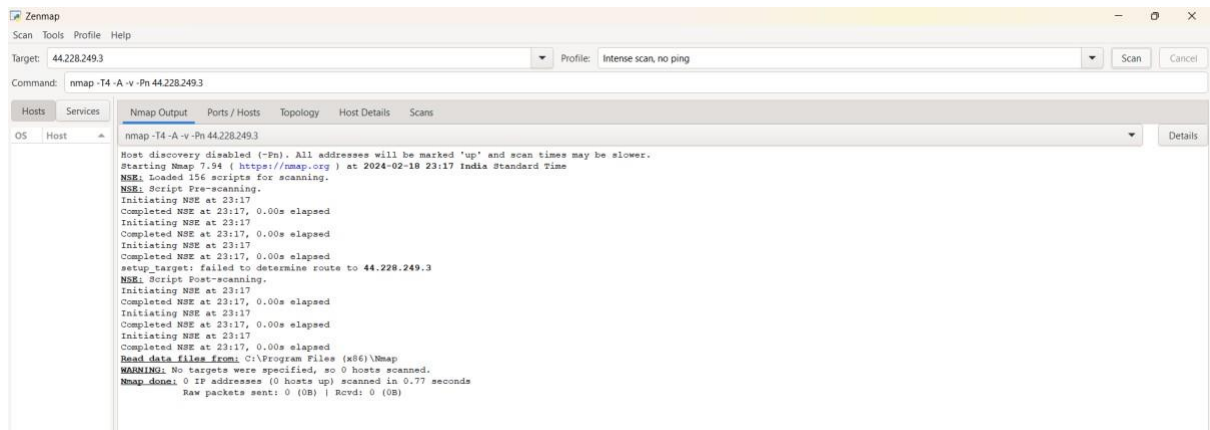 Zenmap
Scan Tools Profile Help
Target: 44.228.249.3 Profile: Intense scan, no ping Scan Cancel
Command: nmap -T4 -A -v -Pn 44.228.249.3
Hosts Services Nmap Output Ports / Hosts Topology Host Details Scans
OS Host nmap -T4 -A -v -Pn 44.228.249.3 Details
Host discovery disabled (-Pn). All addresses will be marked 'up' and scan times may be slower.
Starting Nmap 7.94 ( https://nmap.org ) at 2024-02-18 23:17 India Standard Time
NSE: Loaded 156 scripts for scanning.
NSE: Script Pre-scanning.
Initiating NSE at 23:17
Completed NSE at 23:17, 0.00s elapsed
Initiating NSE at 23:17
Completed NSE at 23:17, 0.00s elapsed
Initiating NSE at 23:17
Completed NSE at 23:17, 0.00s elapsed
setup_target: failed to determine route to 44.228.249.3
NSE: Script Post-scanning.
Initiating NSE at 23:17
Completed NSE at 23:17, 0.00s elapsed
Initiating NSE at 23:17
Completed NSE at 23:17, 0.00s elapsed
Initiating NSE at 23:17
Completed NSE at 23:17, 0.00s elapsed
Read data files from: C:\Program Files (x86)\Nmap
WARNING: No targets were specified, so 0 hosts scanned.
Nmap done: 0 IP addresses (0 hosts up) scanned in 0.77 seconds
Raw packets sent: 0 (0B) | Rcvd: 0 (0B)